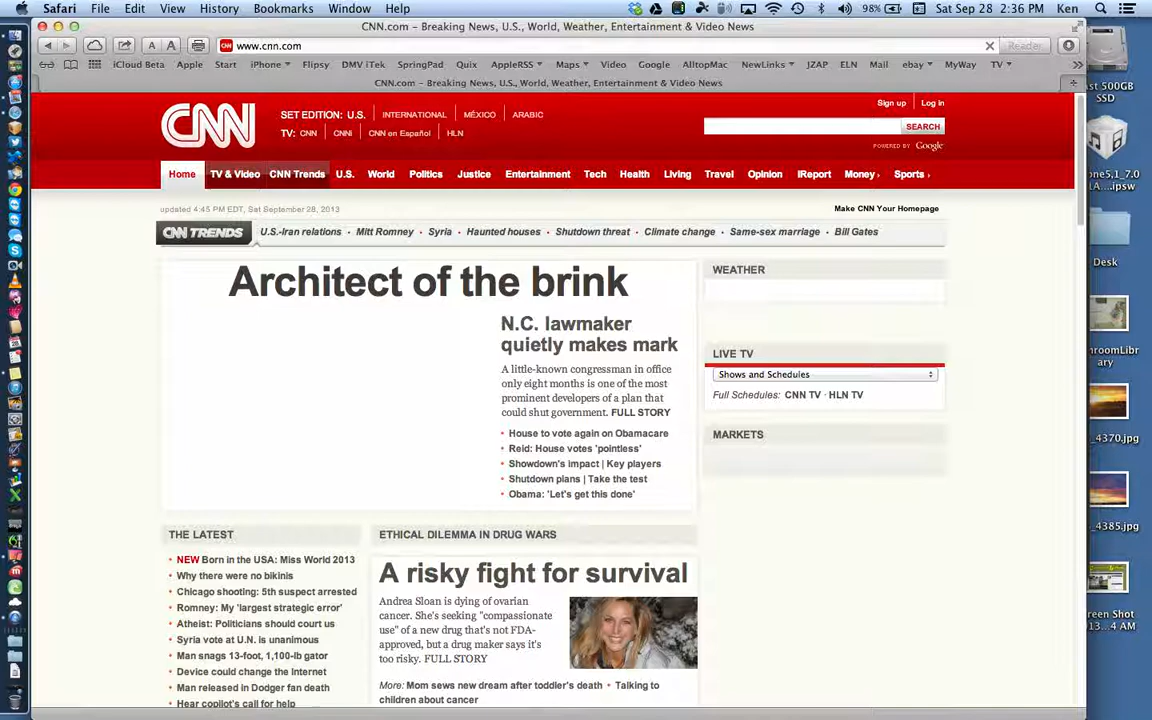 Safari File Edit View History Bookmarks Window Help 98% Sat Sep 28 2:36 PM Ken
CNN.com – Breaking News, U.S., World, Weather, Entertainment & Video News
A A www.cnn.com Reader
iCloud Beta Apple Start iPhone Flipsy DMV iTek SpringPad Quix AppleRSS Maps Video Google AlltopMac NewLinks JZAP ELN Mail ebay MyWay TV
CNN.com – Breaking News, U.S., World, Weather, Entertainment & Video News
Sign up Log in
CNN
SET EDITION: U.S. INTERNATIONAL MÉXICO ARABIC
TV: CNN CNNI CNN en Español HLN
SEARCH
POWERED BY Google
Home TV & Video CNN Trends U.S. World Politics Justice Entertainment Tech Health Living Travel Opinion iReport Money Sports
updated 4:45 PM EDT, Sat September 28, 2013
Make CNN Your Homepage
CNN TRENDS U.S.-Iran relations • Mitt Romney • Syria • Haunted houses • Shutdown threat • Climate change • Same-sex marriage • Bill Gates
Architect of the brink
N.C. lawmaker
quietly makes mark
A little-known congressman in office
only eight months is one of the most
prominent developers of a plan that
could shut government. FULL STORY
• House to vote again on Obamacare
• Reid: House votes 'pointless'
• Showdown's impact | Key players
• Shutdown plans | Take the test
• Obama: 'Let's get this done'
WEATHER
LIVE TV
Shows and Schedules
Full Schedules: CNN TV · HLN TV
MARKETS
THE LATEST
• NEW Born in the USA: Miss World 2013
• Why there were no bikinis
• Chicago shooting: 5th suspect arrested
• Romney: My 'largest strategic error'
• Atheist: Politicians should court us
• Syria vote at U.N. is unanimous
• Man snags 13-foot, 1,100-lb gator
• Device could change the Internet
• Man released in Dodger fan death
• Hear copilot's call for help
ETHICAL DILEMMA IN DRUG WARS
A risky fight for survival
Andrea Sloan is dying of ovarian
cancer. She's seeking "compassionate
use" of a new drug that's not FDA-
approved, but a drug maker says it's
too risky. FULL STORY
More: Mom sews new dream after toddler's death • Talking to
children about cancer
SSD
...ipsw
Desk
ary
_4370.jpg
_4385.jpg
...4 AM